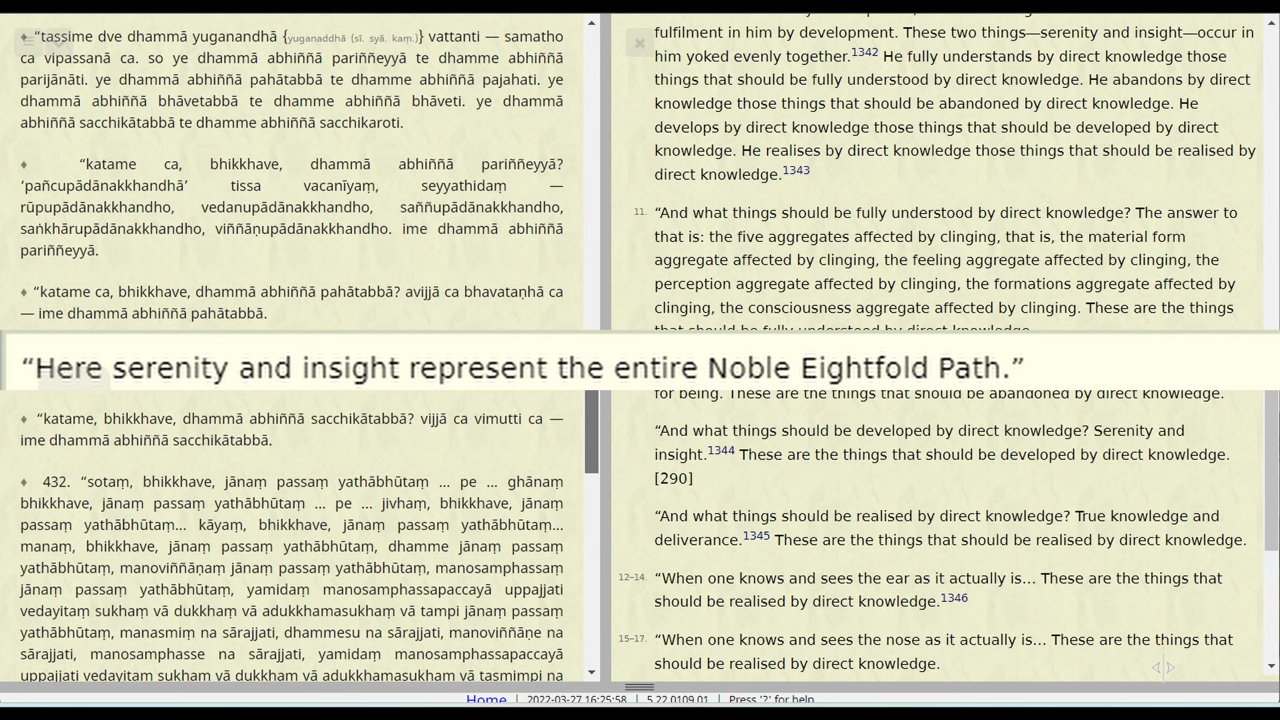 ♦ “tassime dve dhammā yuganandhā {yuganaddhā (sī. syā. kaṃ.)} vattanti — samatho
ca vipassanā ca. so ye dhammā abhiññā pariññeyyā te dhamme abhiññā
parijānāti. ye dhammā abhiññā pahātabbā te dhamme abhiññā pajahati. ye
dhammā abhiññā bhāvetabbā te dhamme abhiññā bhāveti. ye dhammā
abhiññā sacchikātabbā te dhamme abhiññā sacchikaroti.
♦ “katame ca, bhikkhave, dhammā abhiññā pariññeyyā?
‘pañcupādānakkhandhā’ tissa vacanīyaṃ, seyyathidaṃ —
rūpupādānakkhandho, vedanupādānakkhandho, saññupādānakkhandho,
saṅkhārupādānakkhandho, viññāṇupādānakkhandho. ime dhammā abhiññā
pariññeyyā.
♦ “katame ca, bhikkhave, dhammā abhiññā pahātabbā? avijjā ca bhavataṇhā ca
— ime dhammā abhiññā pahātabbā.
fulfilment in him by development. These two things—serenity and insight—occur in
him yoked evenly together.1342 He fully understands by direct knowledge those
things that should be fully understood by direct knowledge. He abandons by direct
knowledge those things that should be abandoned by direct knowledge. He
develops by direct knowledge those things that should be developed by direct
knowledge. He realises by direct knowledge those things that should be realised by
direct knowledge.1343
11. “And what things should be fully understood by direct knowledge? The answer to
that is: the five aggregates affected by clinging, that is, the material form
aggregate affected by clinging, the feeling aggregate affected by clinging, the
perception aggregate affected by clinging, the formations aggregate affected by
clinging, the consciousness aggregate affected by clinging. These are the things
that should be fully understood by direct knowledge.
“Here serenity and insight represent the entire Noble Eightfold Path.”
♦ “katame, bhikkhave, dhammā abhiññā sacchikātabbā? vijjā ca vimutti ca —
ime dhammā abhiññā sacchikātabbā.
♦ 432. “sotaṃ, bhikkhave, jānaṃ passaṃ yathābhūtaṃ ... pe ... ghānaṃ
bhikkhave, jānaṃ passaṃ yathābhūtaṃ ... pe ... jivhaṃ, bhikkhave, jānaṃ
passaṃ yathābhūtaṃ... kāyaṃ, bhikkhave, jānaṃ passaṃ yathābhūtaṃ...
manaṃ, bhikkhave, jānaṃ passaṃ yathābhūtaṃ, dhamme jānaṃ passaṃ
yathābhūtaṃ, manoviññāṇaṃ jānaṃ passaṃ yathābhūtaṃ, manosamphassaṃ
jānaṃ passaṃ yathābhūtaṃ, yamidaṃ manosamphassapaccayā uppajjati
vedayitaṃ sukhaṃ vā dukkhaṃ vā adukkhamasukhaṃ vā tampi jānaṃ passaṃ
yathābhūtaṃ, manasmiṃ na sārajjati, dhammesu na sārajjati, manoviññāṇe na
sārajjati, manosamphasse na sārajjati, yamidaṃ manosamphassapaccayā
uppajjati vedayitaṃ sukhaṃ vā dukkhaṃ vā adukkhamasukhaṃ vā tasmimpi na
for being. These are the things that should be abandoned by direct knowledge.
“And what things should be developed by direct knowledge? Serenity and
insight.1344 These are the things that should be developed by direct knowledge.
[290]
“And what things should be realised by direct knowledge? True knowledge and
deliverance.1345 These are the things that should be realised by direct knowledge.
12–14. “When one knows and sees the ear as it actually is... These are the things that
should be realised by direct knowledge.1346
15–17. “When one knows and sees the nose as it actually is... These are the things that
should be realised by direct knowledge.
Home | 2022-03-27 16:25:58 | 5.22.0109.01 | Press '?' for help